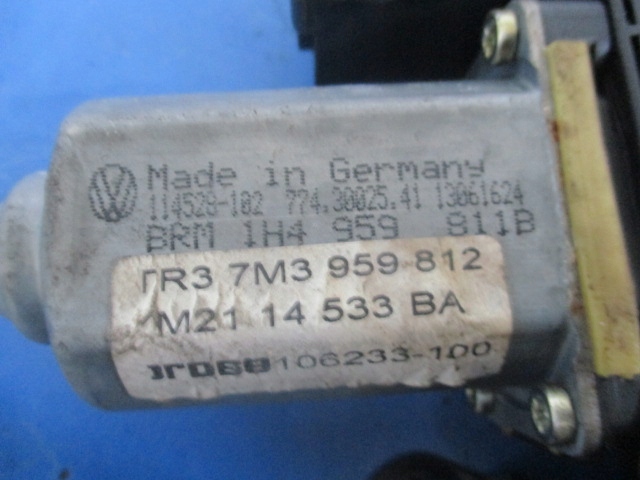 Made in Germany
114528-102 774.30025.41 13061624
BRM 1H4 959 811B
TR3 7M3 959 812
M21 14 533 BA
106233-100